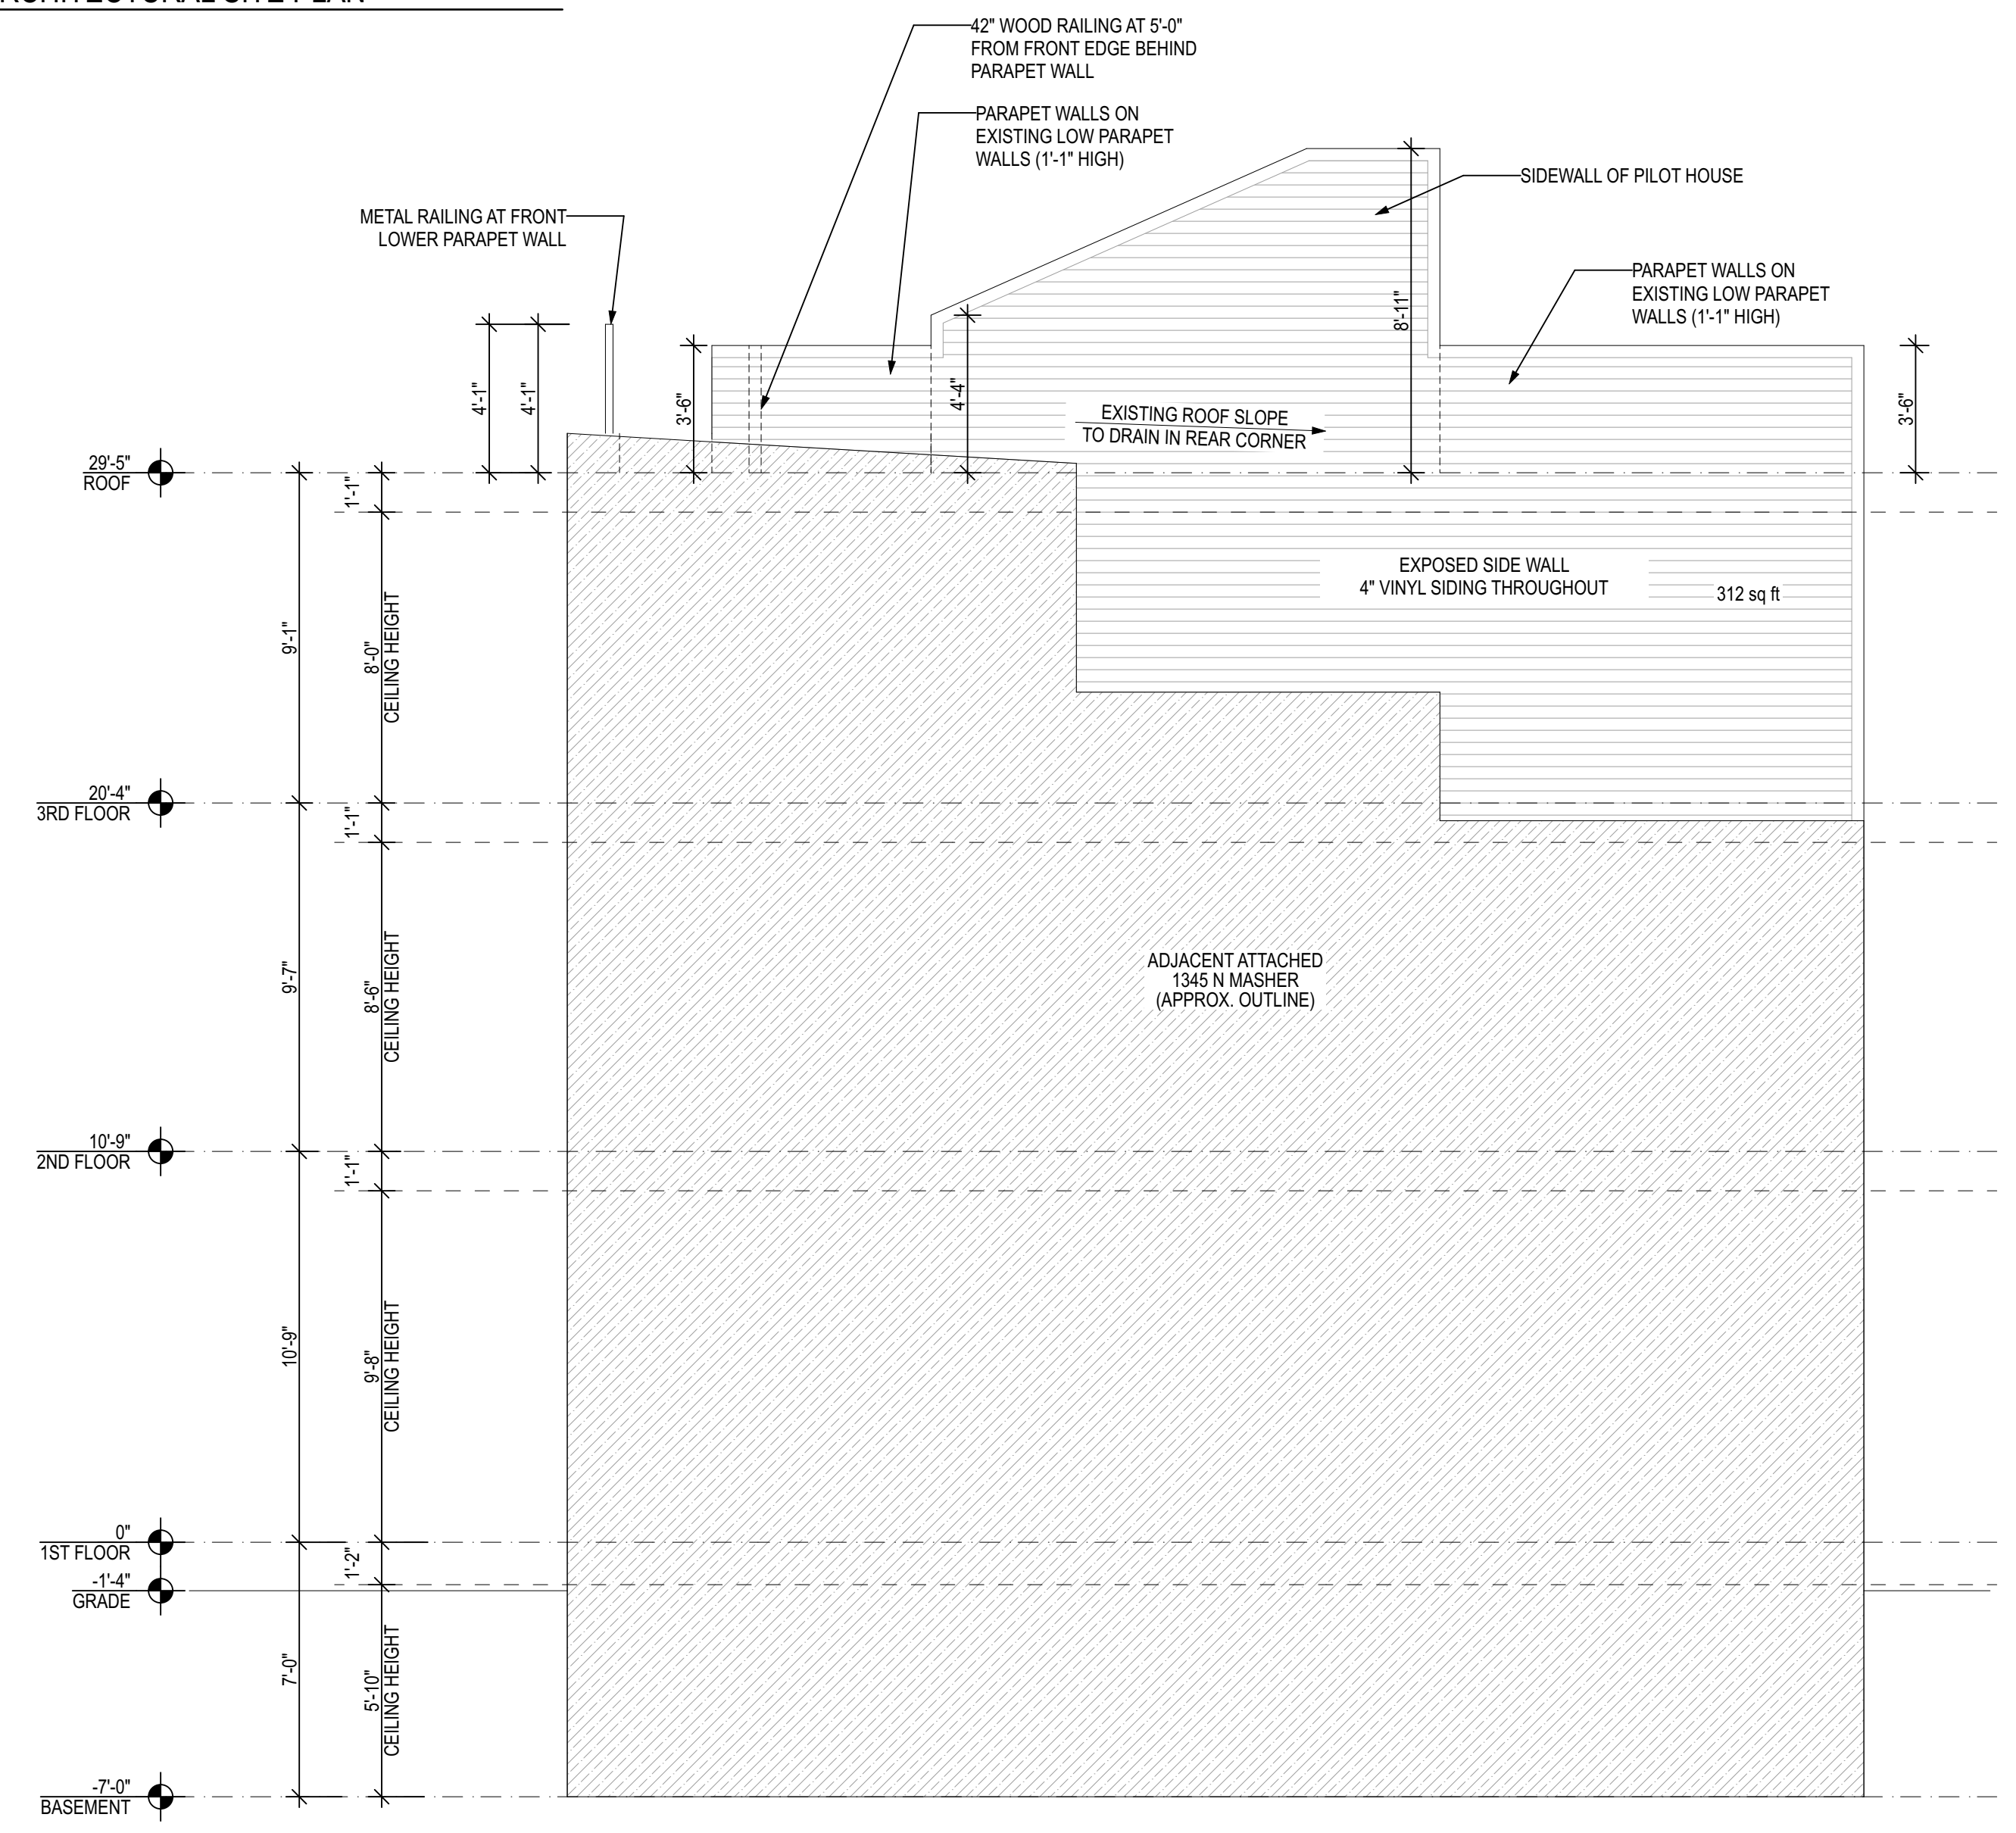 42" WOOD RAILING AT 5'-0"
FROM FRONT EDGE BEHIND
PARAPET WALL
PARAPET WALLS ON
EXISTING LOW PARAPET
WALLS (1'-1" HIGH)
SIDEWALL OF PILOT HOUSE
METAL RAILING AT FRONT
LOWER PARAPET WALL
PARAPET WALLS ON
EXISTING LOW PARAPET
WALLS (1'-1" HIGH)
4'-1"
4'-1"
3'-6"
4'-4"
8'-11"
3'-6"
EXISTING ROOF SLOPE
TO DRAIN IN REAR CORNER
29'-5"
ROOF
1'-1"
EXPOSED SIDE WALL
4" VINYL SIDING THROUGHOUT
312 sq ft
9'-1"
8'-0"
CEILING HEIGHT
20'-4"
3RD FLOOR
1'-1"
9'-7"
8'-6"
CEILING HEIGHT
ADJACENT ATTACHED
1345 N MASHER
(APPROX. OUTLINE)
10'-9"
2ND FLOOR
1'-1"
10'-9"
9'-8"
CEILING HEIGHT
0"
1ST FLOOR
1'-2"
-1'-4"
GRADE
7'-0"
5'-10"
CEILING HEIGHT
-7'-0"
BASEMENT